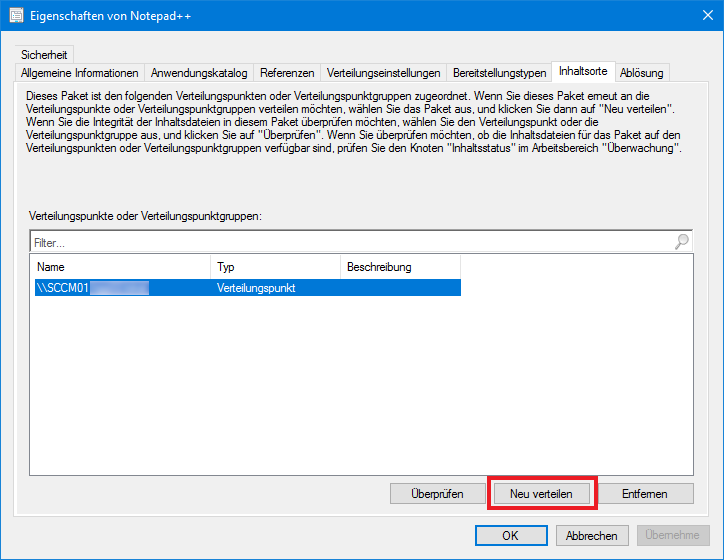 Eigenschaften von Notepad++
Sicherheit
Allgemeine Informationen Anwendungskatalog Referenzen Verteilungseinstellungen Bereitstellungstypen Inhaltsorte Ablösung
Dieses Paket ist den folgenden Verteilungspunkten oder Verteilungspunktgruppen zugeordnet. Wenn Sie dieses Paket erneut an die
Verteilungspunkte oder Verteilungspunktgruppen verteilen möchten, wählen Sie das Paket aus, und klicken Sie dann auf "Neu verteilen".
Wenn Sie die Integrität der Inhaltsdateien in diesem Paket überprüfen möchten, wählen Sie den Verteilungspunkt oder die
Verteilungspunktgruppe aus, und klicken Sie auf "Überprüfen". Wenn Sie überprüfen möchten, ob die Inhaltsdateien für das Paket auf den
Verteilungspunkten oder Verteilungspunktgruppen verfügbar sind, prüfen Sie den Knoten "Inhaltsstatus" im Arbeitsbereich "Überwachung".
Verteilungspunkte oder Verteilungspunktgruppen:
Filter...
Name Typ Beschreibung
\\SCCM01 Verteilungspunkt
Überprüfen Neu verteilen Entfernen
OK Abbrechen Übernehme